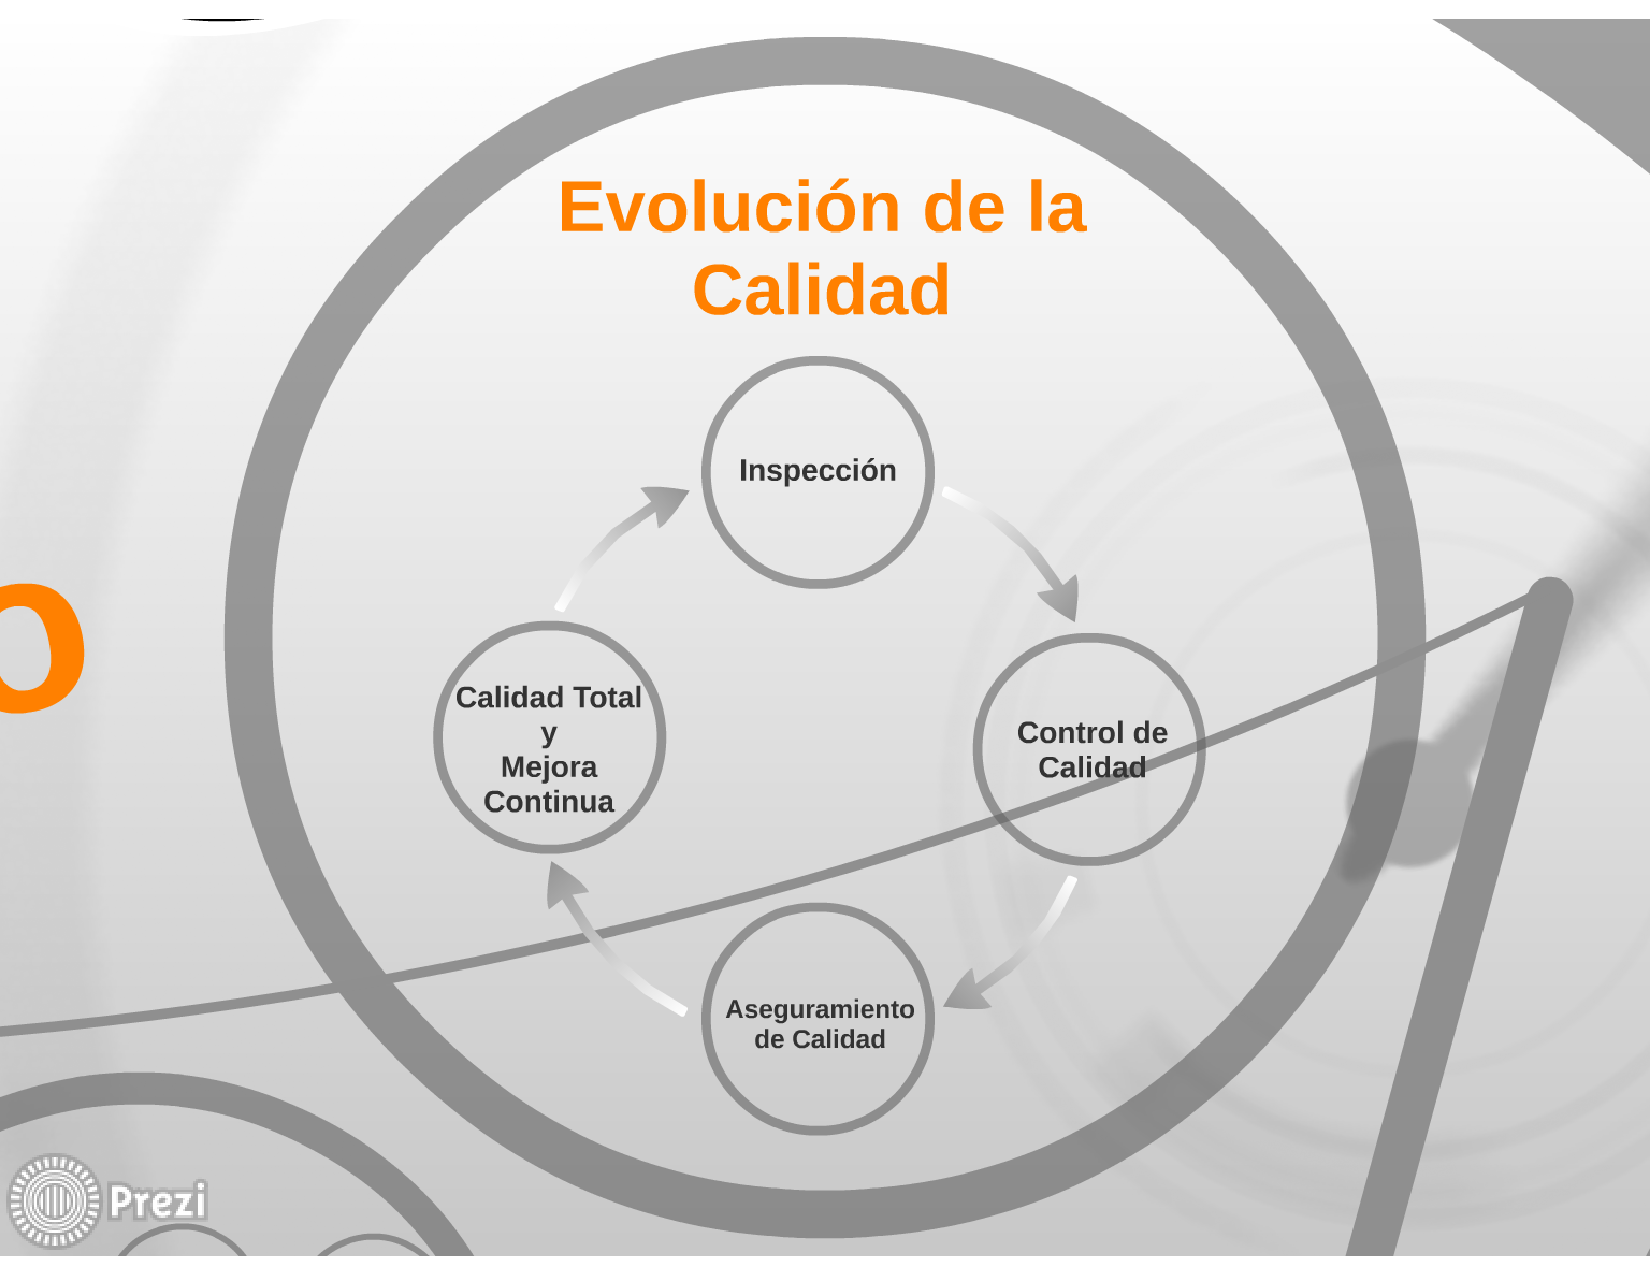 Evolución de la
Calidad
Inspección
Control de
Calidad
Aseguramiento
de Calidad
Calidad Total
y
Mejora
Continua
o
Prezi